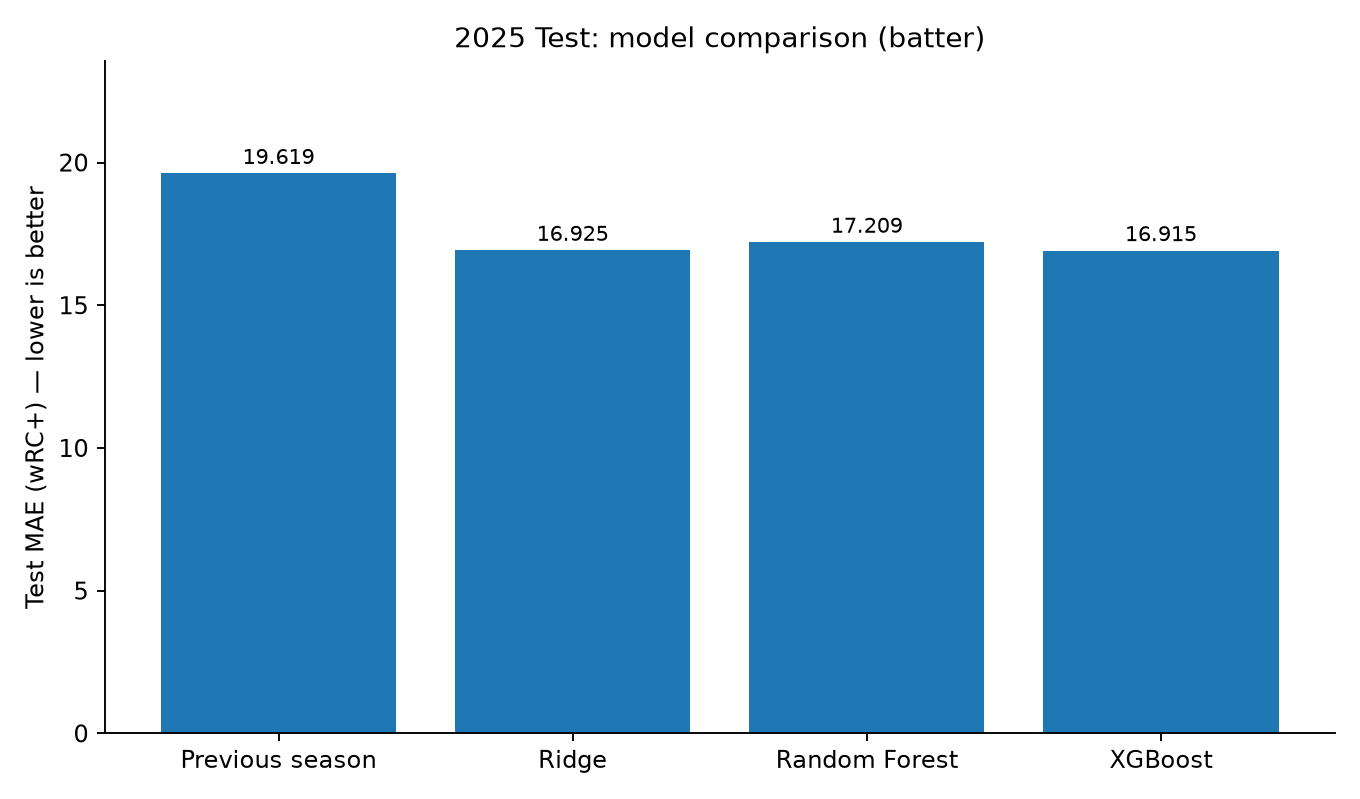 2025 Test: model comparison (batter)
Test MAE (wRC+) — lower is better
20
15
10
5
0
19.619
16.925
17.209
16.915
Previous season
Ridge
Random Forest
XGBoost